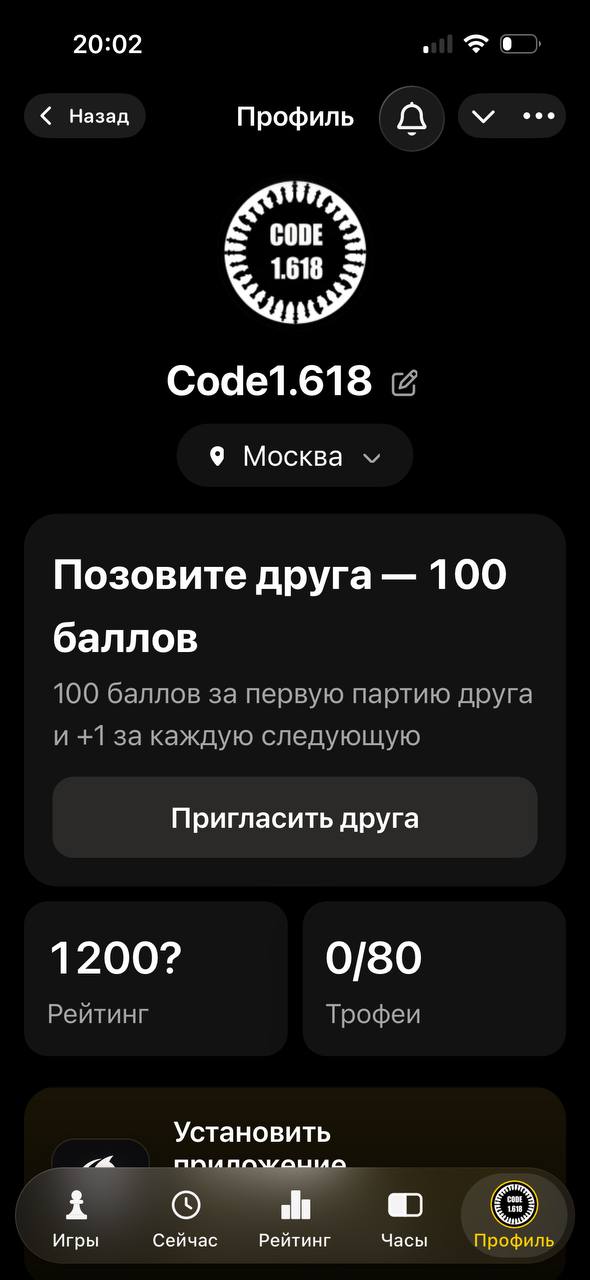 20:02
Назад
Профиль
CODE
1.618
Code1.618
Москва
Позовите друга — 100
баллов
100 баллов за первую партию друга
и +1 за каждую следующую
Пригласить друга
1200?
0/80
Рейтинг
Трофеи
Установить
приложение
Игры
Сейчас
Рейтинг
Часы
CODE
1.618
Профиль